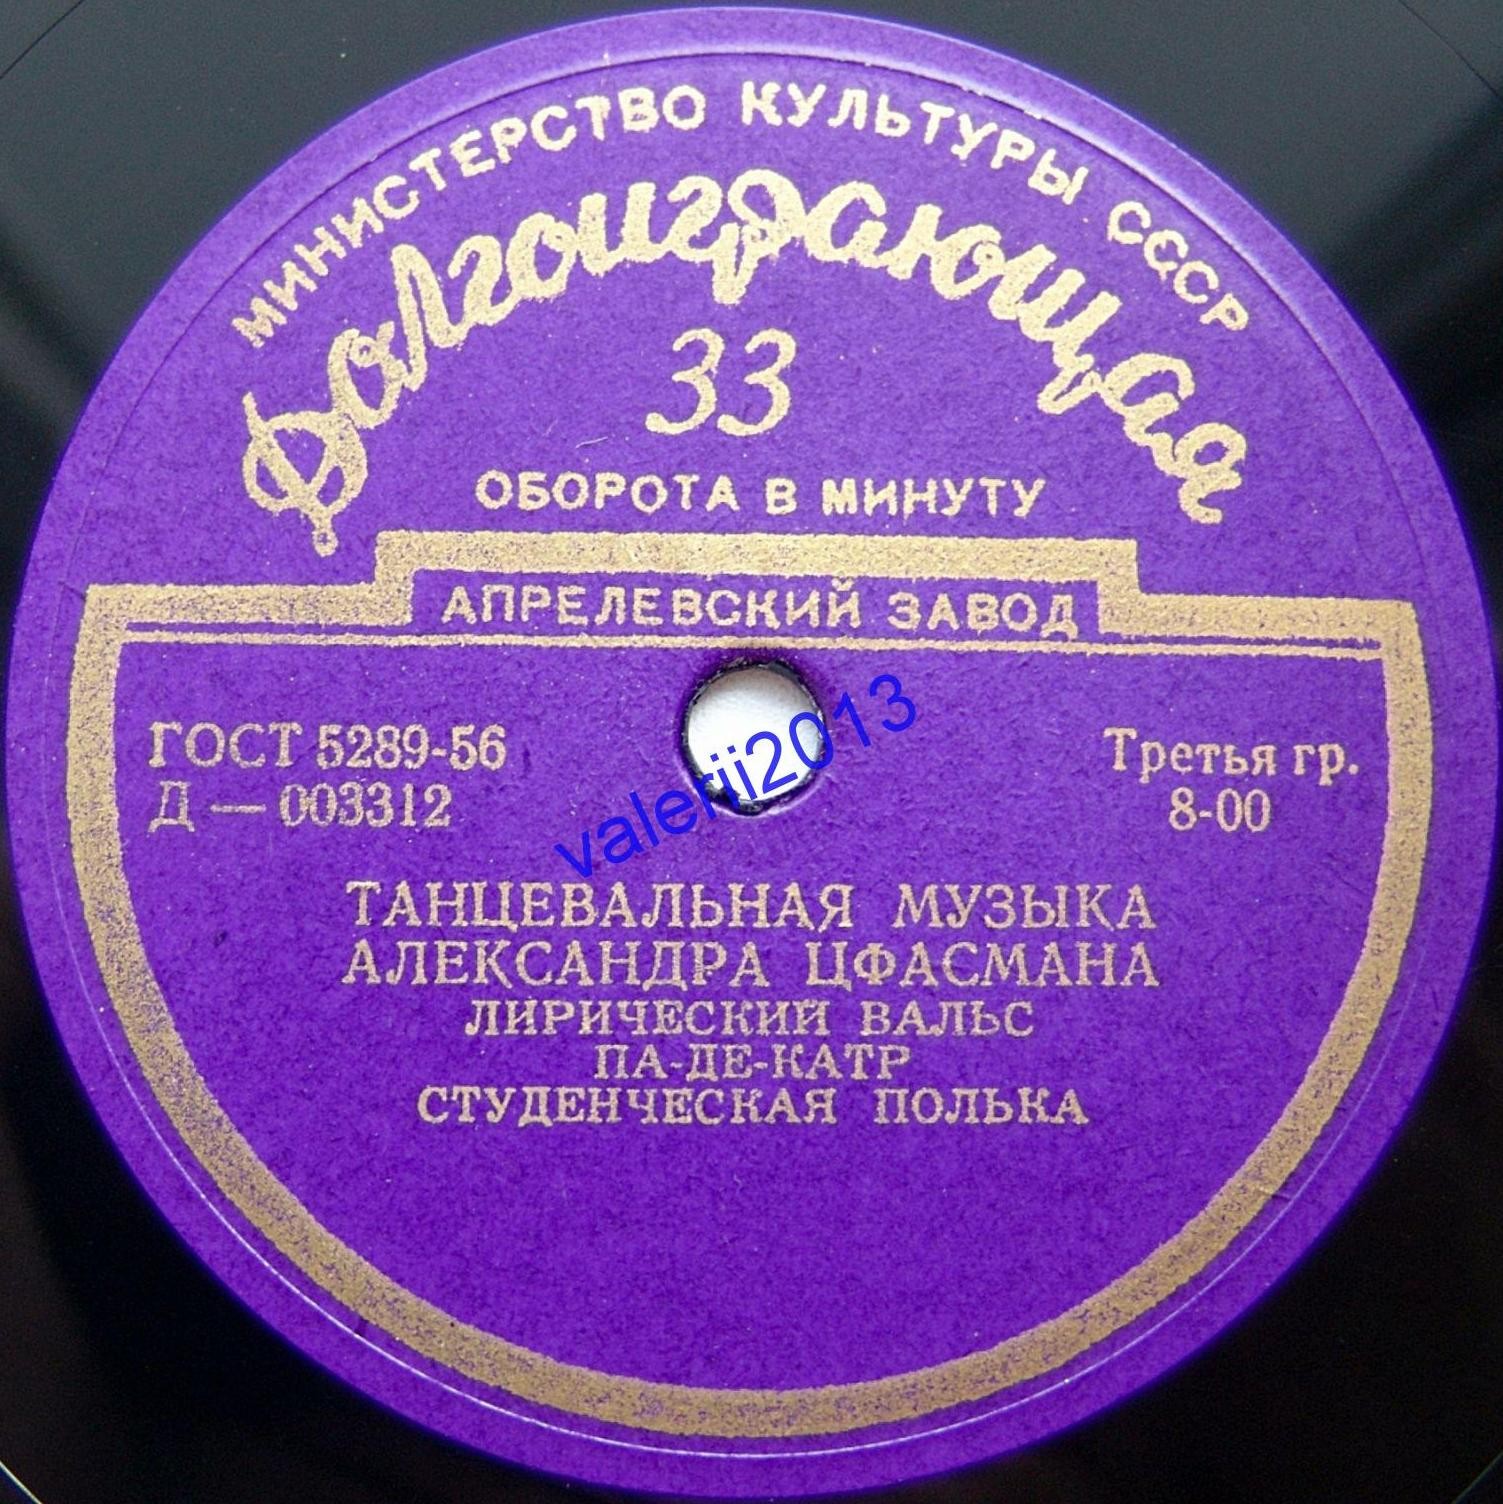 МИНИСТЕРСТВО КУЛЬТУРЫ СССР
Долгоиграющая
33
ОБОРОТА В МИНУТУ
АПРЕЛЕВСКИЙ ЗАВОД
ГОСТ 5289-56
Д — 003312
Третья гр.
8-00
valerii2013
ТАНЦЕВАЛЬНАЯ МУЗЫКА
АЛЕКСАНДРА ЦФАСМАНА
ЛИРИЧЕСКИЙ ВАЛЬС
ПА-ДЕ-КАТР
СТУДЕНЧЕСКАЯ ПОЛЬКА